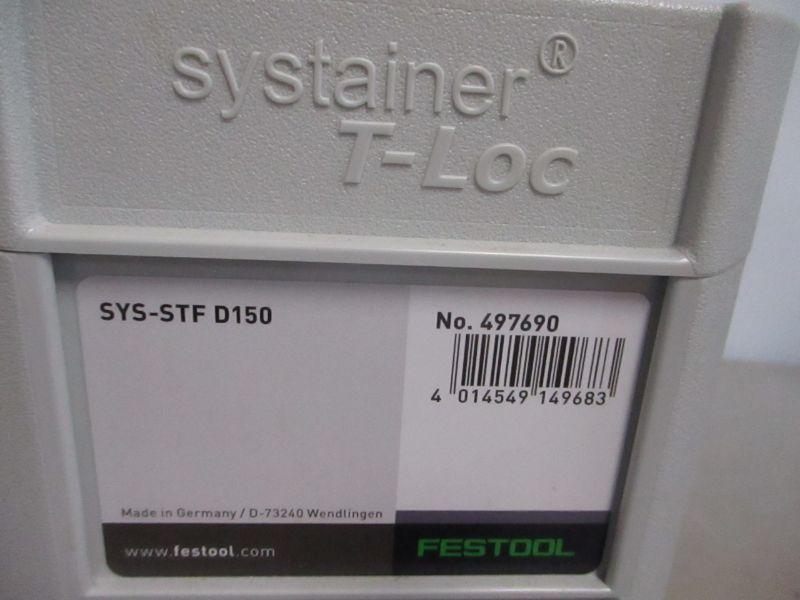 systainer®
T-Loc
SYS-STF D150
No. 497690
4 014549 149683
Made in Germany / D-73240 Wendlingen
www.festool.com
FESTOOL